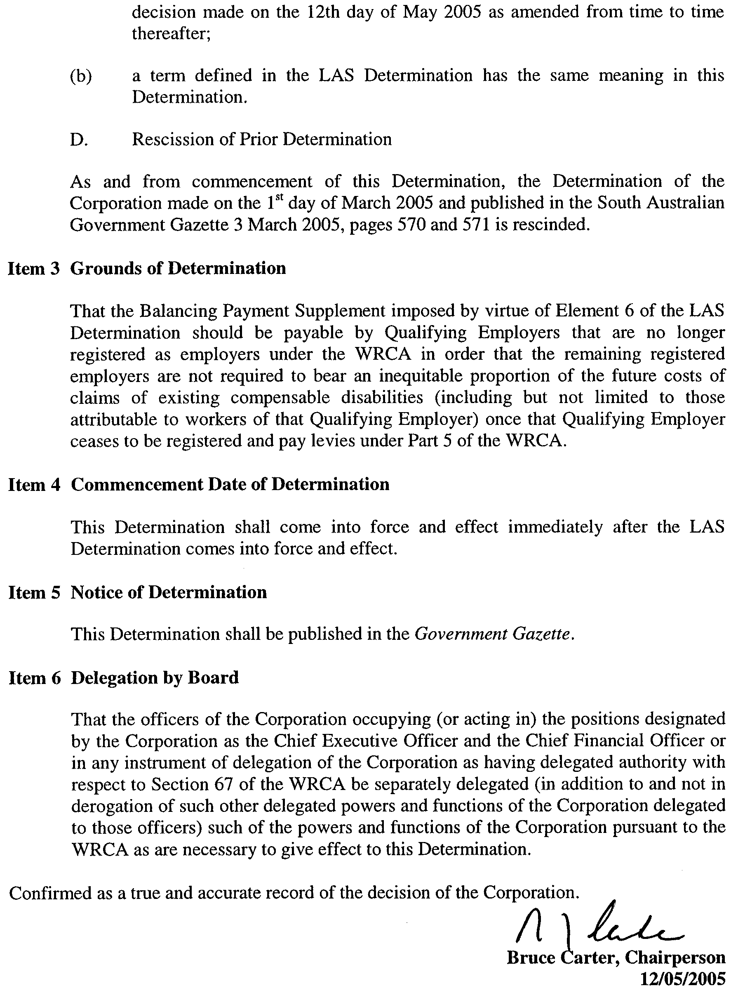 decision made on the 12th day of May 2005 as amended from time to time
thereafter;
(b) a term defined in the LAS Determination has the same meaning in this
Determination.
D. Rescission of Prior Determination
As and from commencement of this Determination, the Determination of the
Corporation made on the 1st day of March 2005 and published in the South Australian
Government Gazette 3 March 2005, pages 570 and 571 is rescinded.
Item 3 Grounds of Determination
That the Balancing Payment Supplement imposed by virtue of Element 6 of the LAS
Determination should be payable by Qualifying Employers that are no longer
registered as employers under the WRCA in order that the remaining registered
employers are not required to bear an inequitable proportion of the future costs of
claims of existing compensable disabilities (including but not limited to those
attributable to workers of that Qualifying Employer) once that Qualifying Employer
ceases to be registered and pay levies under Part 5 of the WRCA.
Item 4 Commencement Date of Determination
This Determination shall come into force and effect immediately after the LAS
Determination comes into force and effect.
Item 5 Notice of Determination
This Determination shall be published in the Government Gazette.
Item 6 Delegation by Board
That the officers of the Corporation occupying (or acting in) the positions designated
by the Corporation as the Chief Executive Officer and the Chief Financial Officer or
in any instrument of delegation of the Corporation as having delegated authority with
respect to Section 67 of the WRCA be separately delegated (in addition to and not in
derogation of such other delegated powers and functions of the Corporation delegated
to those officers) such of the powers and functions of the Corporation pursuant to the
WRCA as are necessary to give effect to this Determination.
Confirmed as a true and accurate record of the decision of the Corporation.
Bruce Carter, Chairperson
12/05/2005